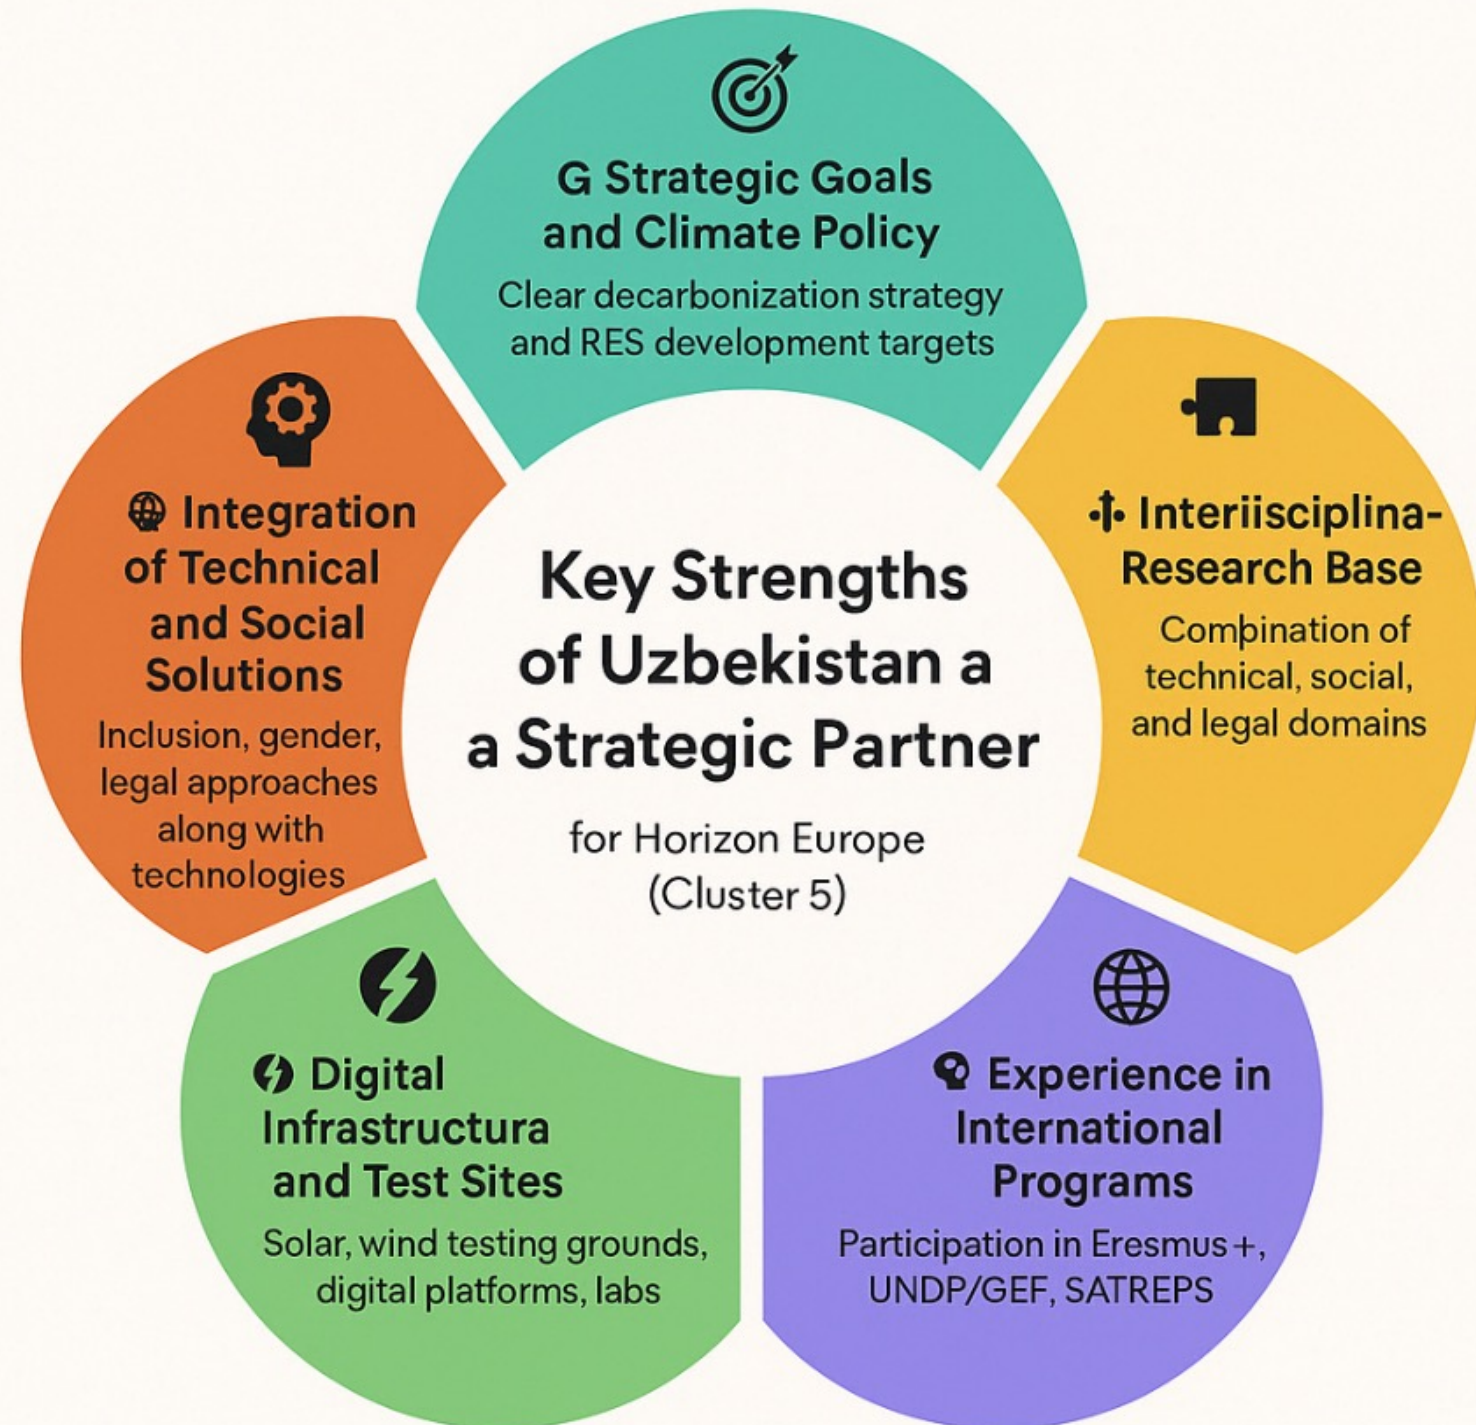 G Strategic Goals
and Climate Policy
Clear decarbonization strategy
and RES development targets
Interiisciplina-
Research Base
Combination of
technical, social,
and legal domains
Experience in
International
Programs
Participation in Eresmus+,
UNDP/GEF, SATREPS
Digital
Infrastructura
and Test Sites
Solar, wind testing grounds,
digital platforms, labs
Integration
of Technical
and Social
Solutions
Inclusion, gender,
legal approaches
along with
technologies
Key Strengths
of Uzbekistan a
a Strategic Partner
for Horizon Europe
(Cluster 5)